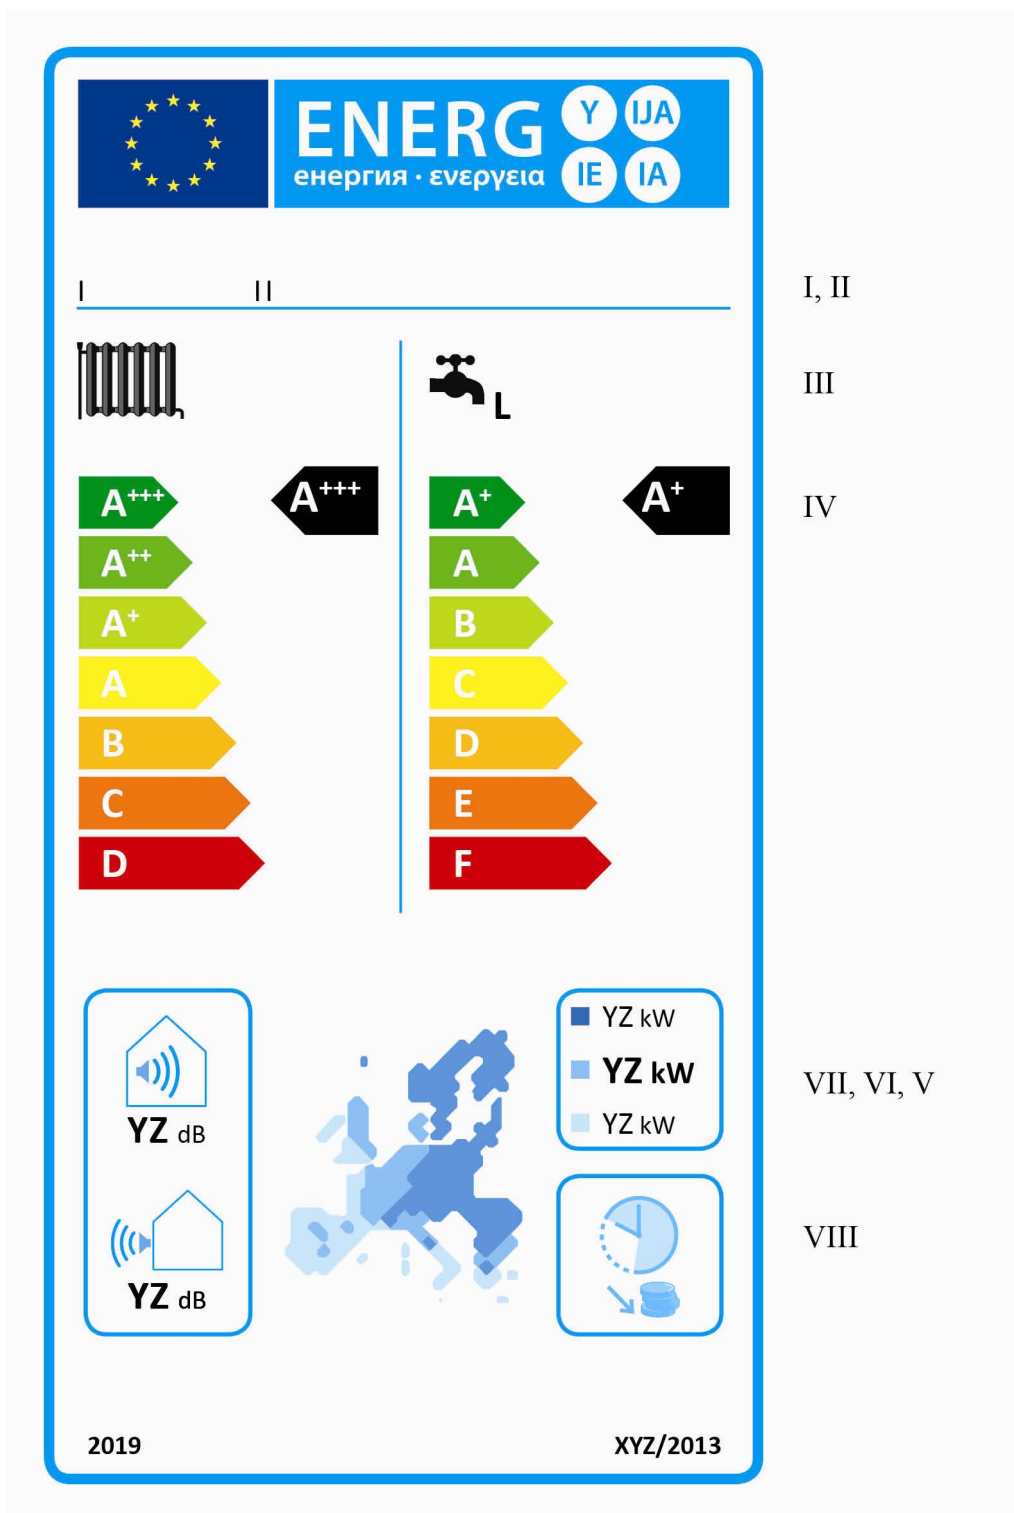 ENERG Y IJA
енергия · ενεργεια IE IA
I II I, II
L III
A+++ A+++ A+ A+ IV
A++ A
A+ B
A C
B D
C E
D F
YZ kW
YZ kW VII, VI, V
YZ dB YZ kW
VIII
YZ dB
2019 XYZ/2013